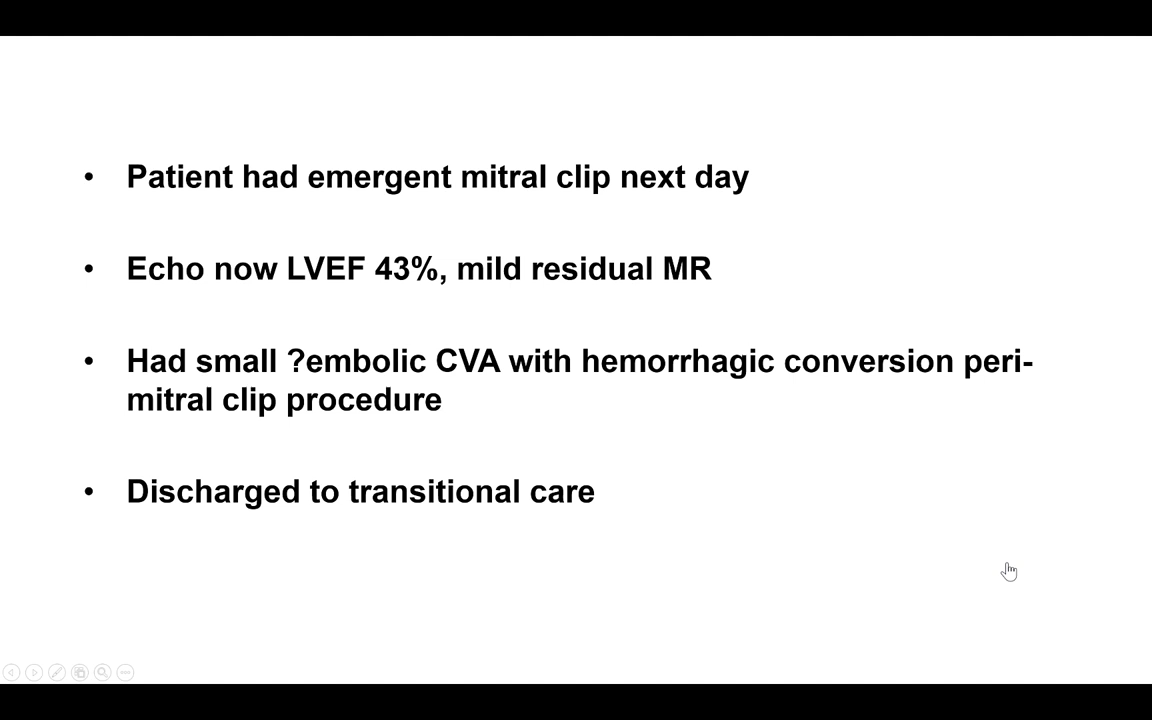 • Patient had emergent mitral clip next day
• Echo now LVEF 43%, mild residual MR
• Had small ?embolic CVA with hemorrhagic conversion peri-
mitral clip procedure
• Discharged to transitional care